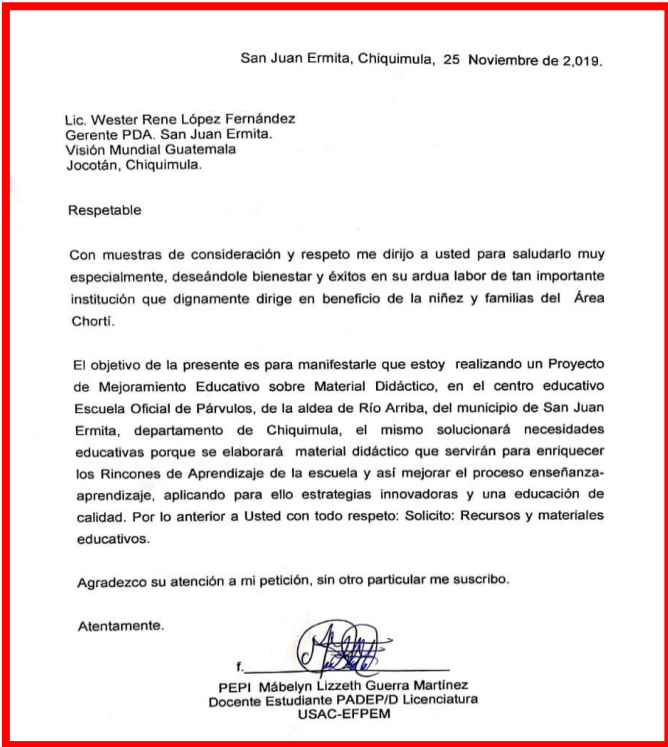 San Juan Ermita, Chiquimula, 25 Noviembre de 2,019.
Lic. Wester Rene López Fernández
Gerente PDA. San Juan Ermita.
Visión Mundial Guatemala
Jocotán, Chiquimula.
Respetable
Con muestras de consideración y respeto me dirijo a usted para saludarlo muy
especialmente, deseándole bienestar y éxitos en su ardua labor de tan importante
institución que dignamente dirige en beneficio de la niñez y familias del Área
Chortí.
El objetivo de la presente es para manifestarle que estoy realizando un Proyecto
de Mejoramiento Educativo sobre Material Didáctico, en el centro educativo
Escuela Oficial de Párvulos, de la aldea de Río Arriba, del municipio de San Juan
Ermita, departamento de Chiquimula, el mismo solucionará necesidades
educativas porque se elaborará material didáctico que servirán para enriquecer
los Rincones de Aprendizaje de la escuela y así mejorar el proceso enseñanza-
aprendizaje, aplicando para ello estrategias innovadoras y una educación de
calidad. Por lo anterior a Usted con todo respeto: Solicito: Recursos y materiales
educativos.
Agradezco su atención a mi petición, sin otro particular me suscribo.
Atentamente.
f.
PEPI Mábelyn Lizzeth Guerra Martínez
Docente Estudiante PADEP/D Licenciatura
USAC-EFPEM